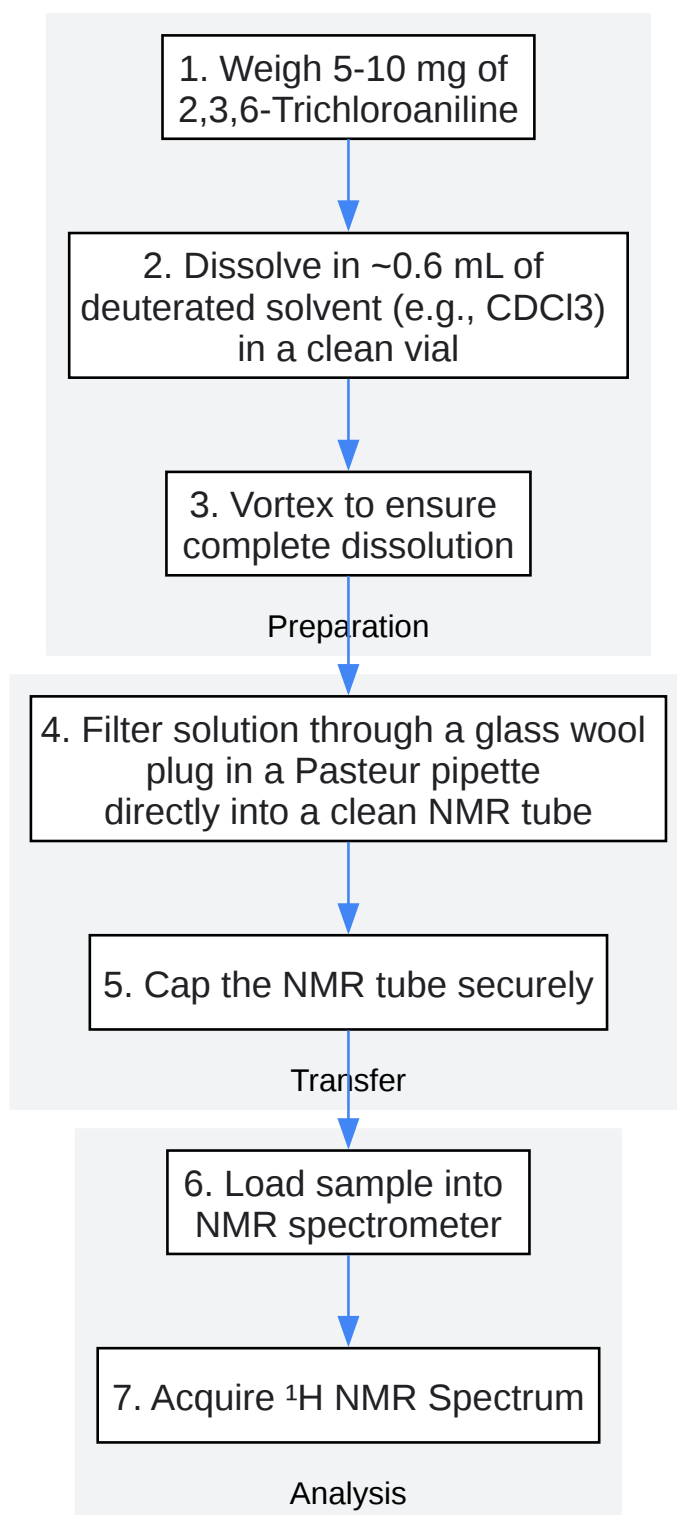 1. Weigh 5-10 mg of
2,3,6-Trichloroaniline
2. Dissolve in ~0.6 mL of
deuterated solvent (e.g., CDCl3)
in a clean vial
3. Vortex to ensure
complete dissolution
Preparation
4. Filter solution through a glass wool
plug in a Pasteur pipette
directly into a clean NMR tube
5. Cap the NMR tube securely
Transfer
6. Load sample into
NMR spectrometer
7. Acquire ¹H NMR Spectrum
Analysis